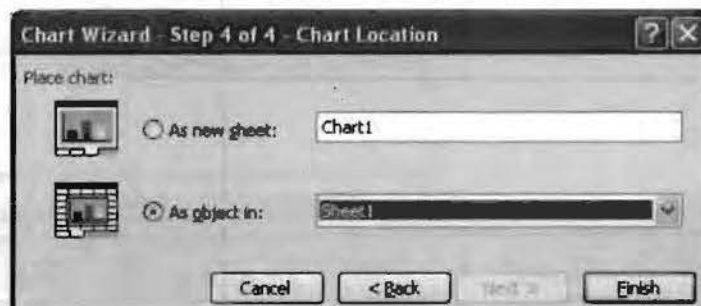 Chart Wizard - Step 4 of 4 - Chart Location
Place chart:
As new sheet: Chart1
As object in: Sheet1
Cancel < Back Next > Finish